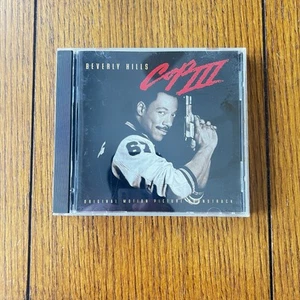 BEVERLY HILLS
Cop III
67
ORIGINAL MOTION PICTURE SOUNDTRACK